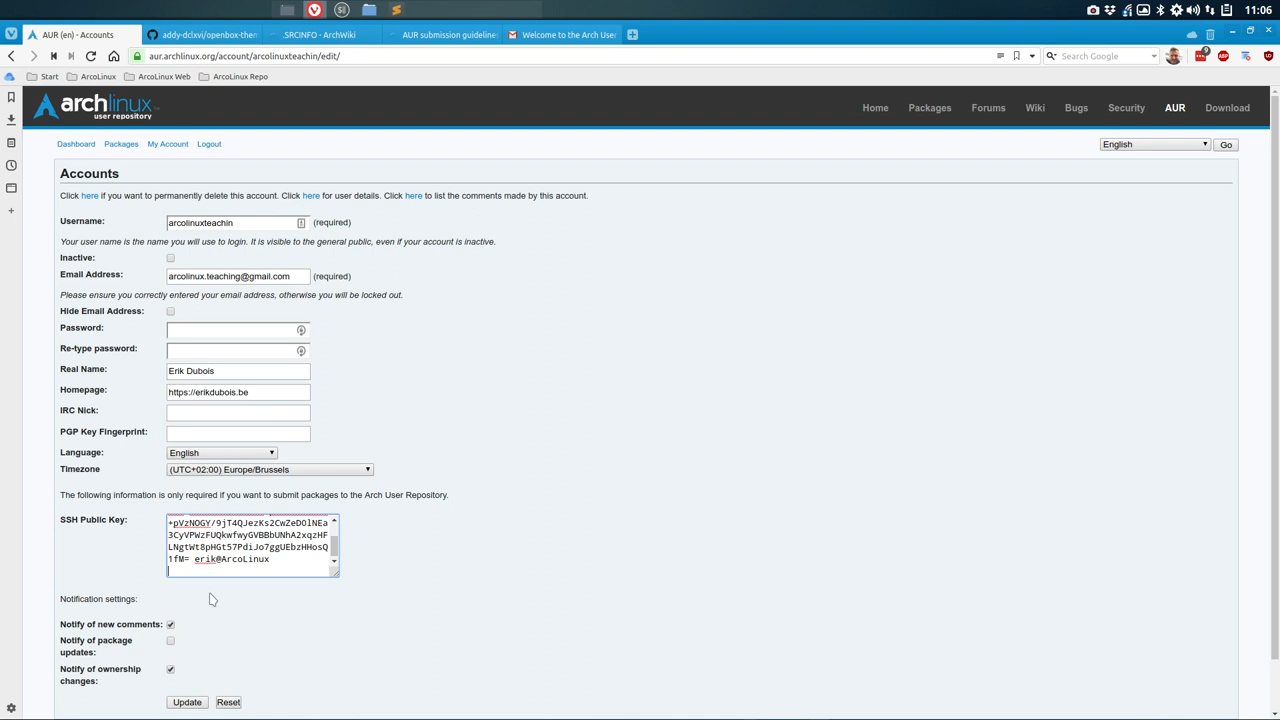 11:06
AUR (en) - Accounts
addy-dclxvi/openbox-them
.SRCINFO - ArchWiki
AUR submission guideline
Welcome to the Arch Use
aur.archlinux.org/account/arcolinuxteachin/edit/
Search Google
9
ABP
Start
ArcoLinux
ArcoLinux Web
ArcoLinux Repo
archlinux
user repository
Home
Packages
Forums
Wiki
Bugs
Security
AUR
Download
Dashboard
Packages
My Account
Logout
English
Go
Accounts
Click here if you want to permanently delete this account. Click here for user details. Click here to list the comments made by this account.
Username:
arcolinuxteachin
(required)
Your user name is the name you will use to login. It is visible to the general public, even if your account is inactive.
Inactive:
Email Address:
arcolinux.teaching@gmail.com
(required)
Please ensure you correctly entered your email address, otherwise you will be locked out.
Hide Email Address:
Password:
Re-type password:
Real Name:
Erik Dubois
Homepage:
https://erikdubois.be
IRC Nick:
PGP Key Fingerprint:
Language:
English
Timezone
(UTC+02:00) Europe/Brussels
The following information is only required if you want to submit packages to the Arch User Repository.
SSH Public Key:
+pVzNOGY/9jT4QJezKs2CwZeDOlNEa
3CyVPWzFUQkwfwyGVBBbUNhA2xqzHF
LNgtWt8pHGt57PdiJo7ggUEbzHHosQ
1fM= erik@ArcoLinux
Notification settings:
Notify of new comments:
Notify of package
updates:
Notify of ownership
changes:
Update
Reset